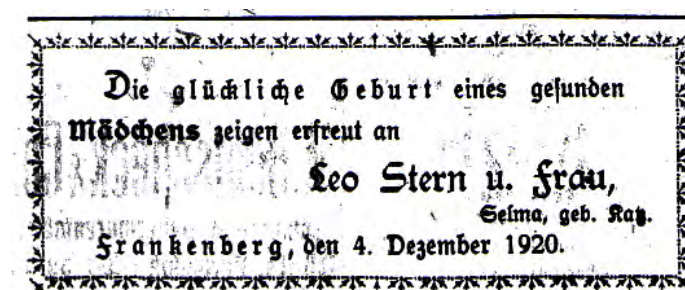 Die glückliche Geburt eines gesunden
Mädchens zeigen erfreut an
Leo Stern u. Frau,
Selma, geb. Katz.
Frankenberg, den 4. Dezember 1920.